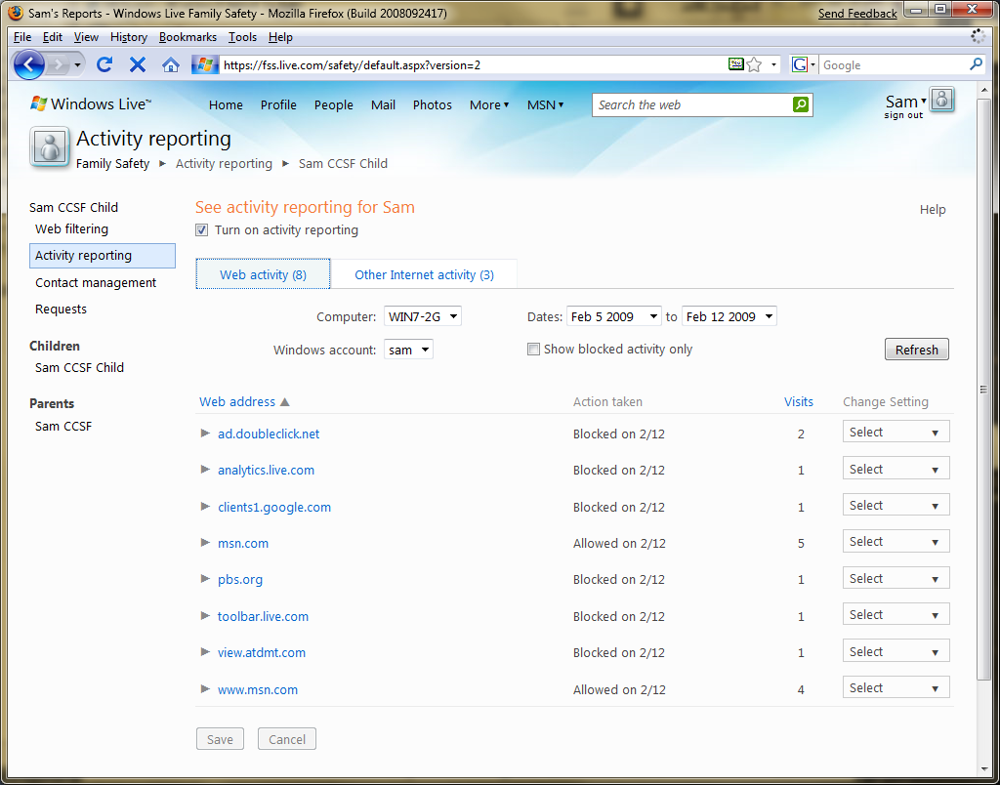 Sam's Reports - Windows Live Family Safety - Mozilla Firefox (Build 2008092417)
Send Feedback
File Edit View History Bookmarks Tools Help
https://fss.live.com/safety/default.aspx?version=2
G Google
Windows Live™ Home Profile People Mail Photos More MSN Search the web Sam
sign out
Activity reporting
Family Safety Activity reporting Sam CCSF Child
Sam CCSF Child
Web filtering
Activity reporting
Contact management
Requests
Children
Sam CCSF Child
Parents
Sam CCSF
See activity reporting for Sam
Help
Turn on activity reporting
Web activity (8) Other Internet activity (3)
Computer: WIN7-2G Dates: Feb 5 2009 to Feb 12 2009
Windows account: sam Show blocked activity only Refresh
Web address Action taken Visits Change Setting
ad.doubleclick.net Blocked on 2/12 2 Select
analytics.live.com Blocked on 2/12 1 Select
clients1.google.com Blocked on 2/12 1 Select
msn.com Allowed on 2/12 5 Select
pbs.org Blocked on 2/12 1 Select
toolbar.live.com Blocked on 2/12 1 Select
view.atdmt.com Blocked on 2/12 1 Select
www.msn.com Allowed on 2/12 4 Select
Save Cancel